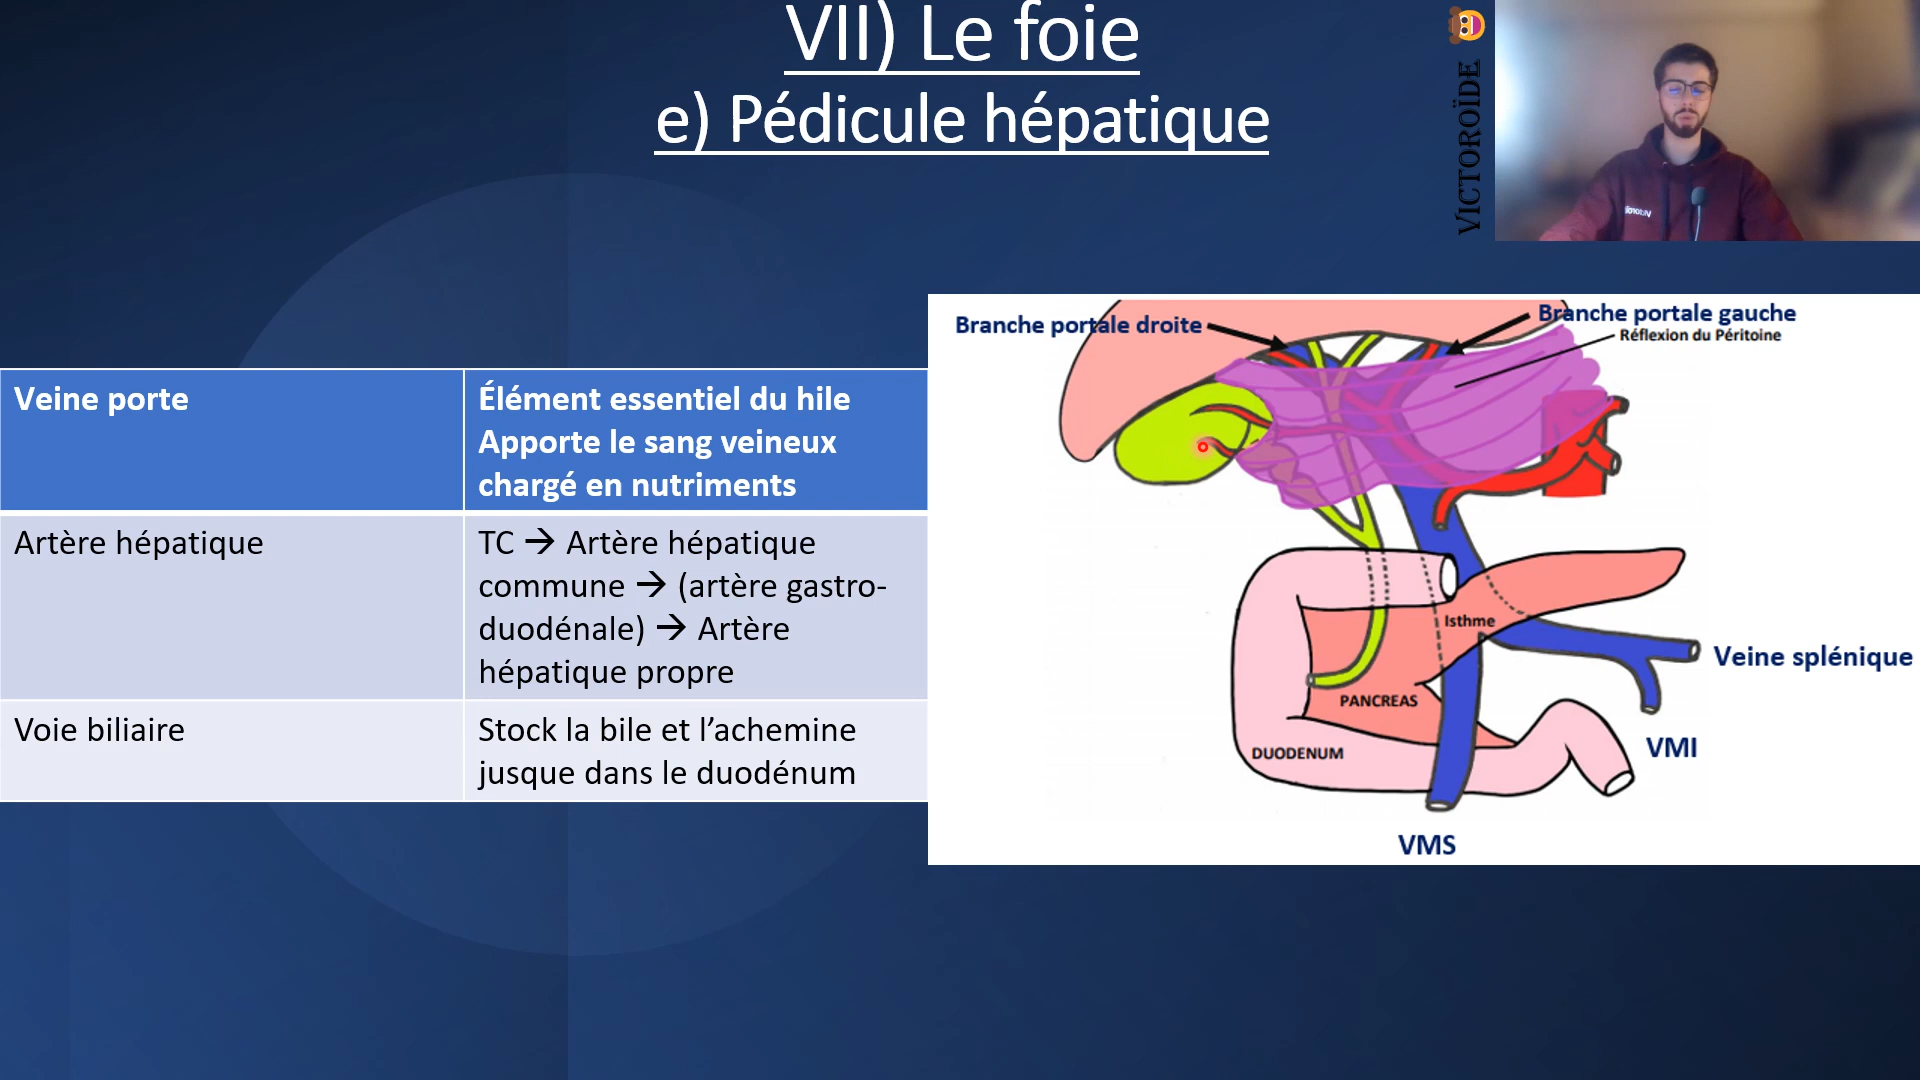 VII) Le foie
e) Pédicule hépatique
VICTOROÏDE
Veine porte
Élément essentiel du hile
Apporte le sang veineux
chargé en nutriments
Artère hépatique
TC → Artère hépatique
commune → (artère gastro-
duodénale) → Artère
hépatique propre
Voie biliaire
Stock la bile et l’achemine
jusque dans le duodénum
Branche portale droite
Branche portale gauche
Réflexion du Péritoine
Isthme
Veine splénique
PANCREAS
DUODENUM
VMI
VMS